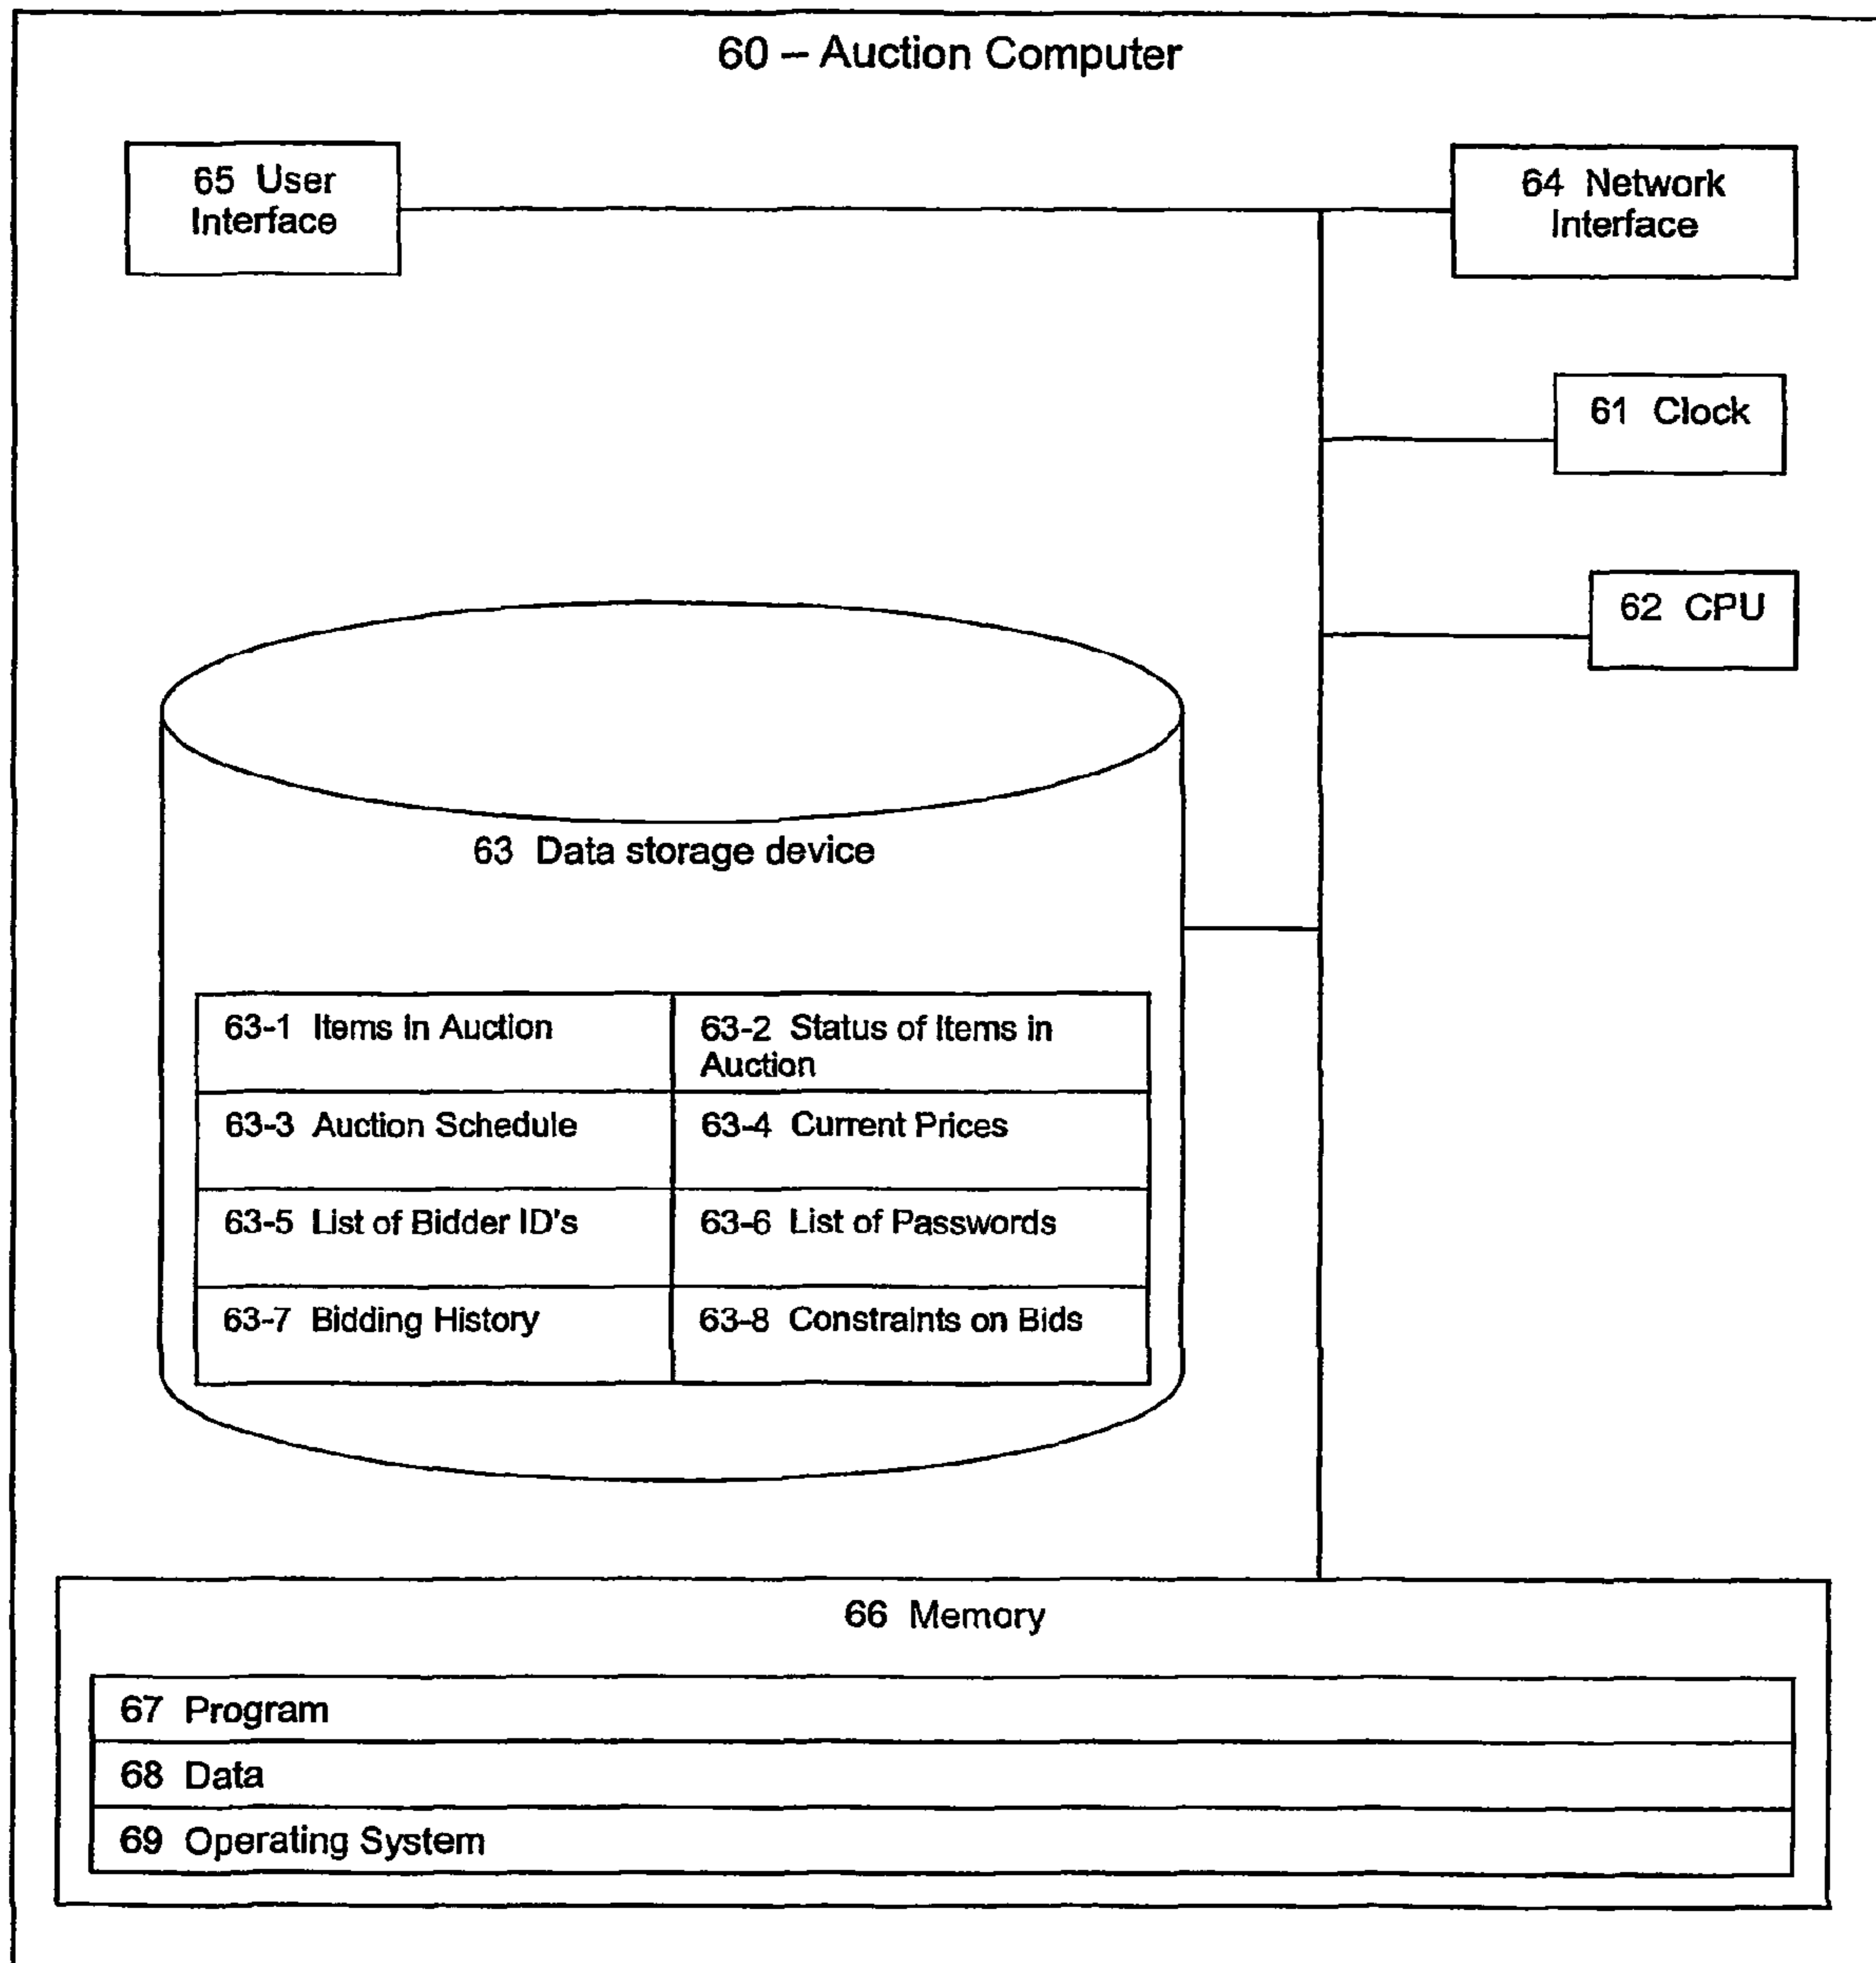 60 – Auction Computer
65 User
Interface
64 Network
Interface
61 Clock
62 CPU
63 Data storage device
63-1 Items in Auction
63-2 Status of Items in
Auction
63-3 Auction Schedule
63-4 Current Prices
63-5 List of Bidder ID's
63-6 List of Passwords
63-7 Bidding History
63-8 Constraints on Bids
66 Memory
67 Program
68 Data
69 Operating System